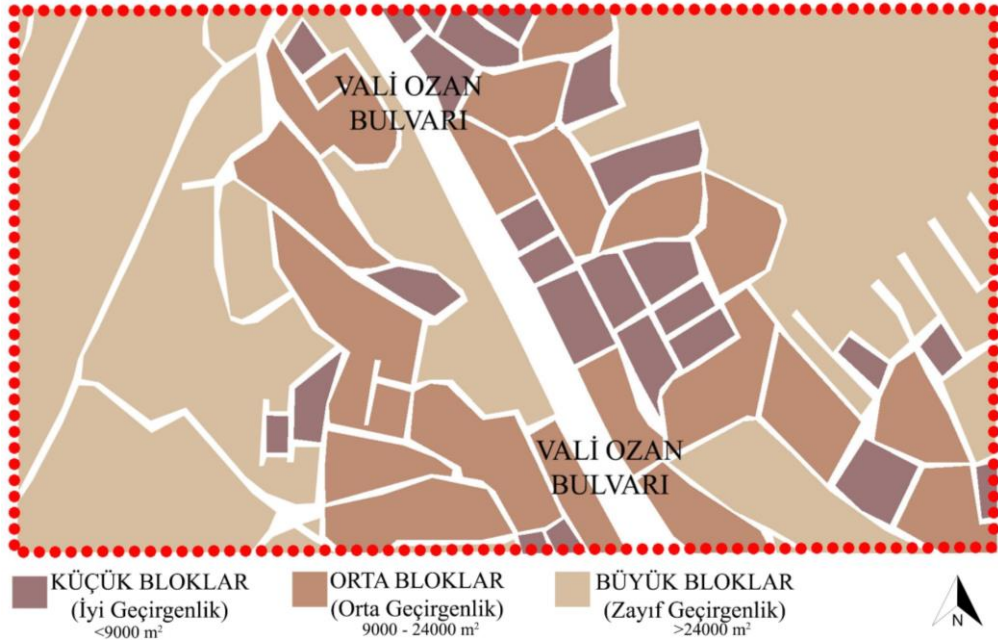 VALİ OZAN
BULVARI
VALİ OZAN
BULVARI
KÜÇÜK BLOKLAR
(İyi Geçirgenlik)
<9000 m²
ORTA BLOKLAR
(Orta Geçirgenlik)
9000 - 24000 m²
BÜYÜK BLOKLAR
(Zayıf Geçirgenlik)
>24000 m²
N